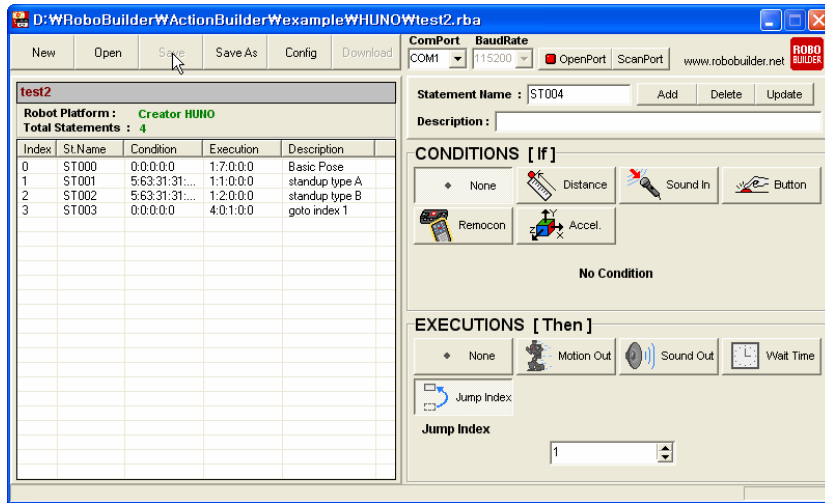 D:\RoboBuilder\ActionBuilder\example\HUNO\test2.rba
New Open Save Save As Config Download
ComPort BaudRate
COM1 115200 OpenPort ScanPort www.robobuilder.net ROBO BUILDER
test2
Robot Platform : Creator HUNO
Total Statements : 4
Index St.Name Condition Execution Description
0 ST000 0:0:0:0:0 1:7:0:0:0 Basic Pose
1 ST001 5:63:31:31:... 1:1:0:0:0 standup type A
2 ST002 5:63:31:31:... 1:2:0:0:0 standup type B
3 ST003 0:0:0:0:0 4:0:1:0:0 goto index 1
Statement Name : ST004 Add Delete Update
Description :
CONDITIONS [ If ]
None Distance Sound In Button
Remocon Accel.
No Condition
EXECUTIONS [ Then ]
None Motion Out Sound Out Wait Time
Jump Index
Jump Index
1